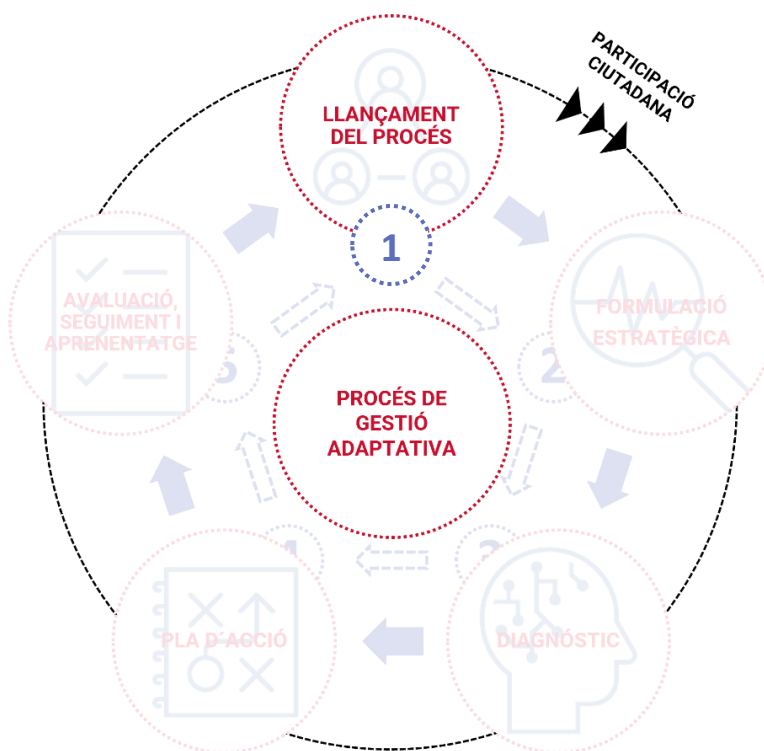 PARTICIPACIÓ
CIUTADANA
LLANÇAMENT
DEL PROCÉS
1
FORMULACIÓ
ESTRATÈGICA
2
DIAGNÓSTIC
3
PLA D´ACCIÓ
4
AVALUACIÓ,
SEGUIMENT I
APRENENTATGE
5
PROCÉS DE
GESTIÓ
ADAPTATIVA